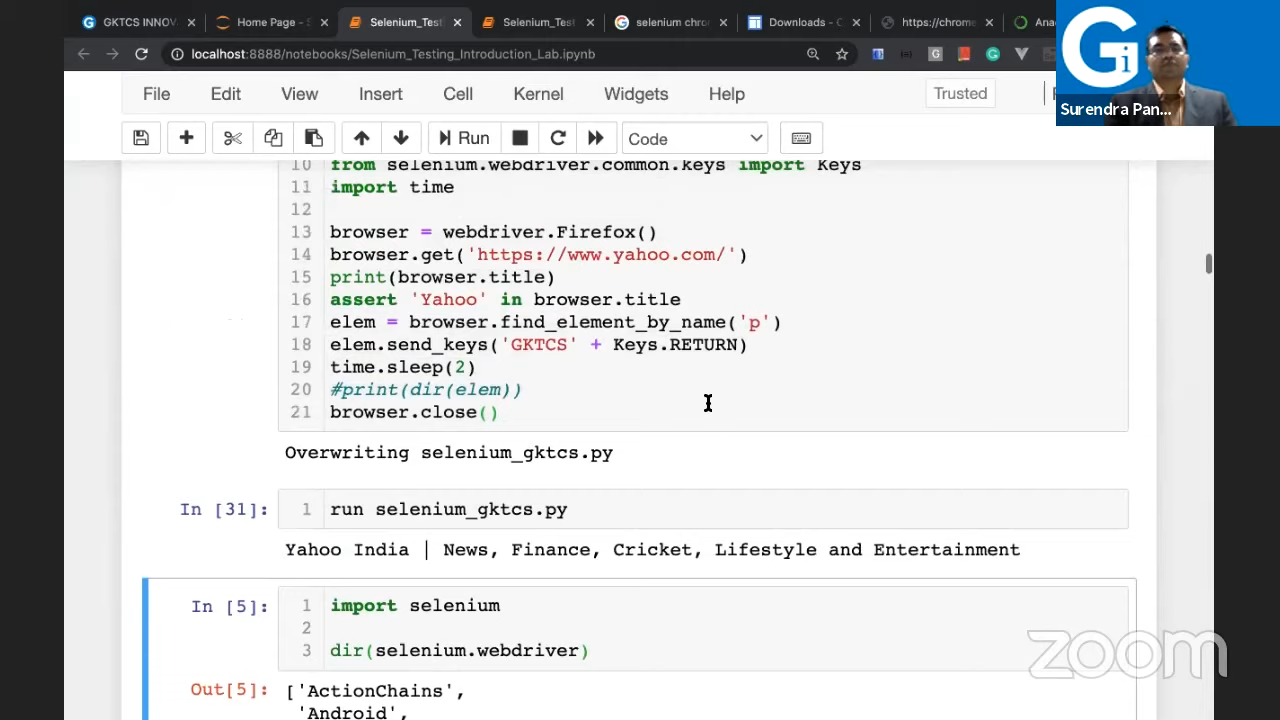 GKTCS INNOV
Home Page - S
Selenium_Test
Selenium_Test
selenium chro
Downloads - C
https://chrome
Ana
localhost:8888/notebooks/Selenium_Testing_Introduction_Lab.ipynb
Gi
Surendra Pan...
File Edit View Insert Cell Kernel Widgets Help Trusted
Run Code
10 from selenium.webdriver.common.keys import Keys
11 import time
12
13 browser = webdriver.Firefox()
14 browser.get('https://www.yahoo.com/')
15 print(browser.title)
16 assert 'Yahoo' in browser.title
17 elem = browser.find_element_by_name('p')
18 elem.send_keys('GKTCS' + Keys.RETURN)
19 time.sleep(2)
20 #print(dir(elem))
21 browser.close()
Overwriting selenium_gktcs.py
In [31]: 1 run selenium_gktcs.py
Yahoo India | News, Finance, Cricket, Lifestyle and Entertainment
In [5]: 1 import selenium
2
3 dir(selenium.webdriver)
Out[5]: ['ActionChains',
'Android',
zoom